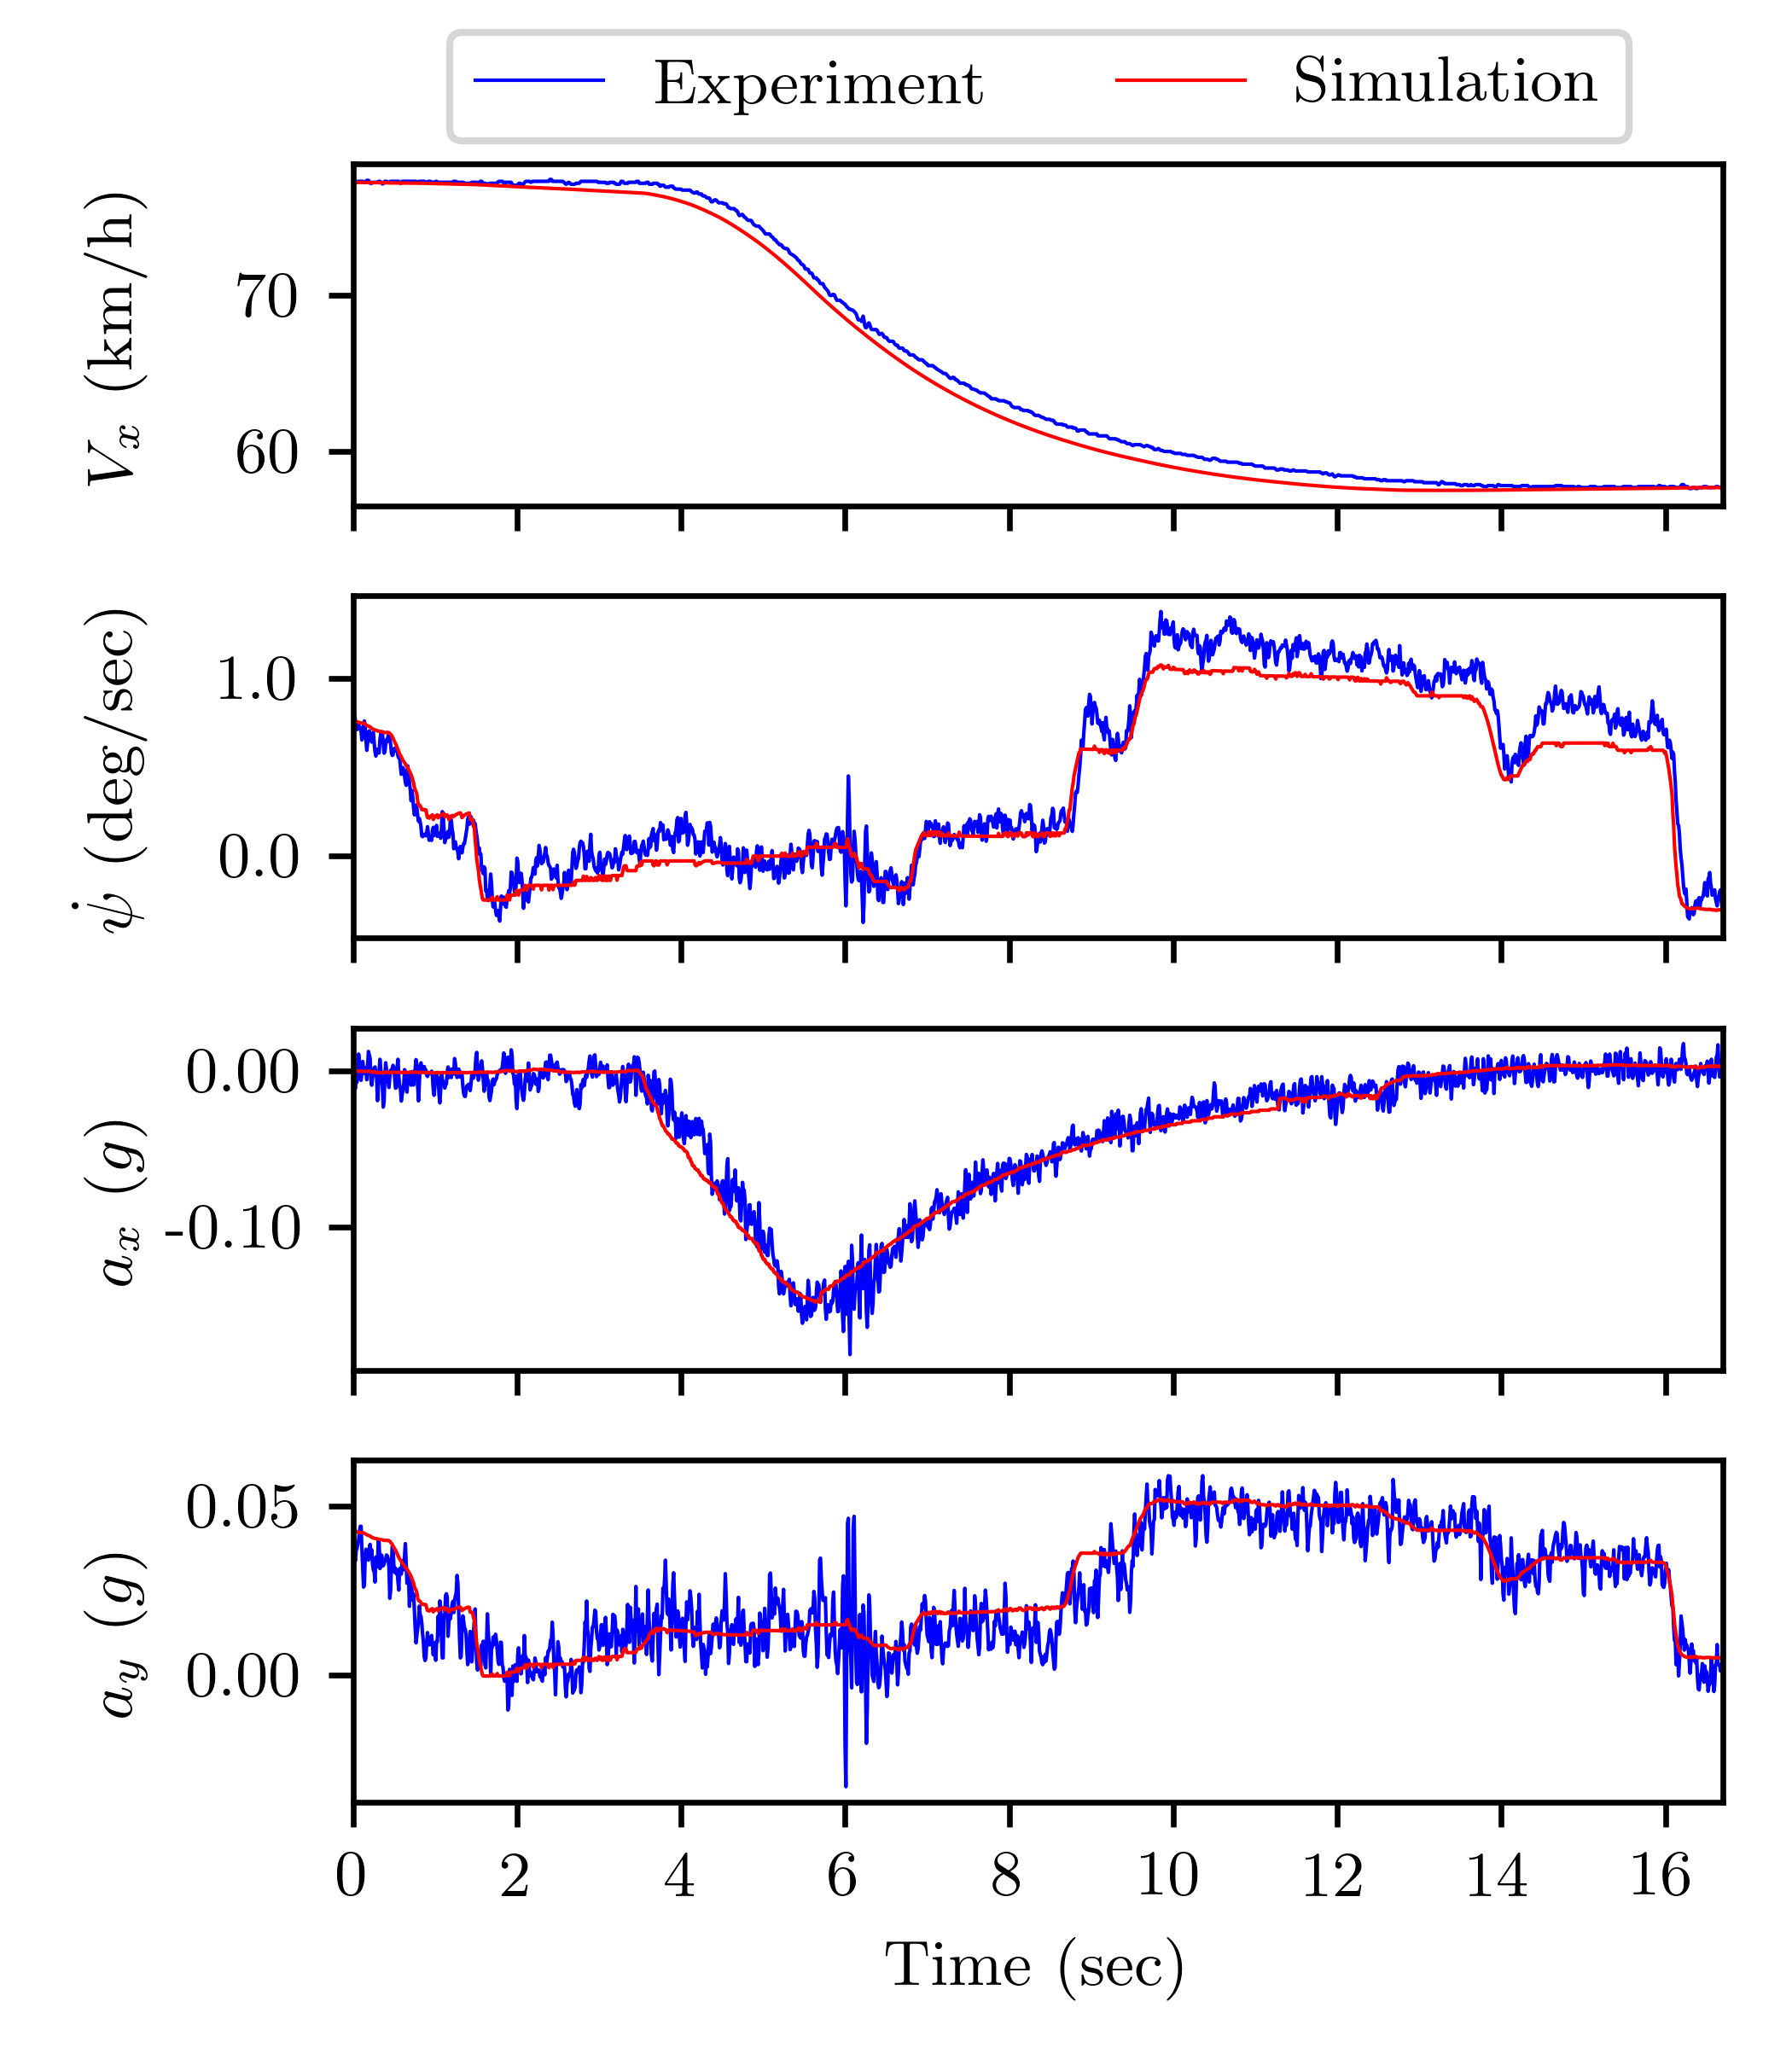 Experiment Simulation
V_x (km/h)
70
60
ψ̇ (deg/sec)
1.0
0.0
a_x (g)
0.00
-0.10
a_y (g)
0.05
0.00
0 2 4 6 8 10 12 14 16
Time (sec)